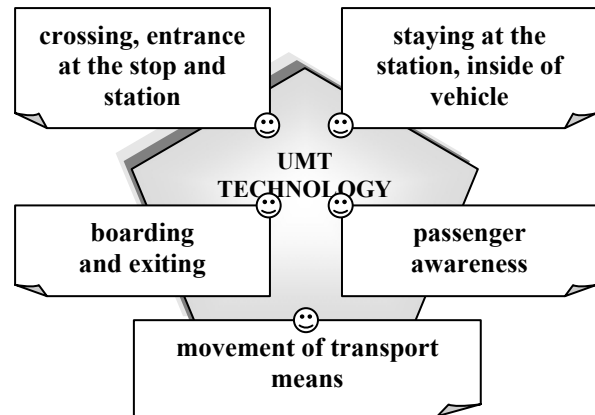 crossing, entrance
at the stop and
station
staying at the
station, inside of
vehicle
UMT
TECHNOLOGY
boarding
and exiting
passenger
awareness
movement of transport
means